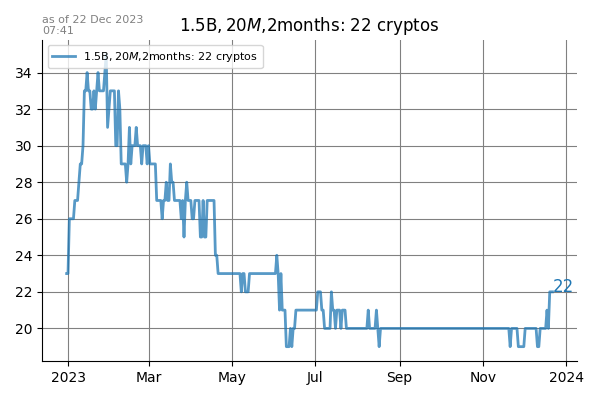 as of 22 Dec 2023
07:41
1.5B, 20M,2months: 22 cryptos
1.5B, 20M,2months: 22 cryptos
34
32
30
28
26
24
22
20
22
2023
Mar
May
Jul
Sep
Nov
2024